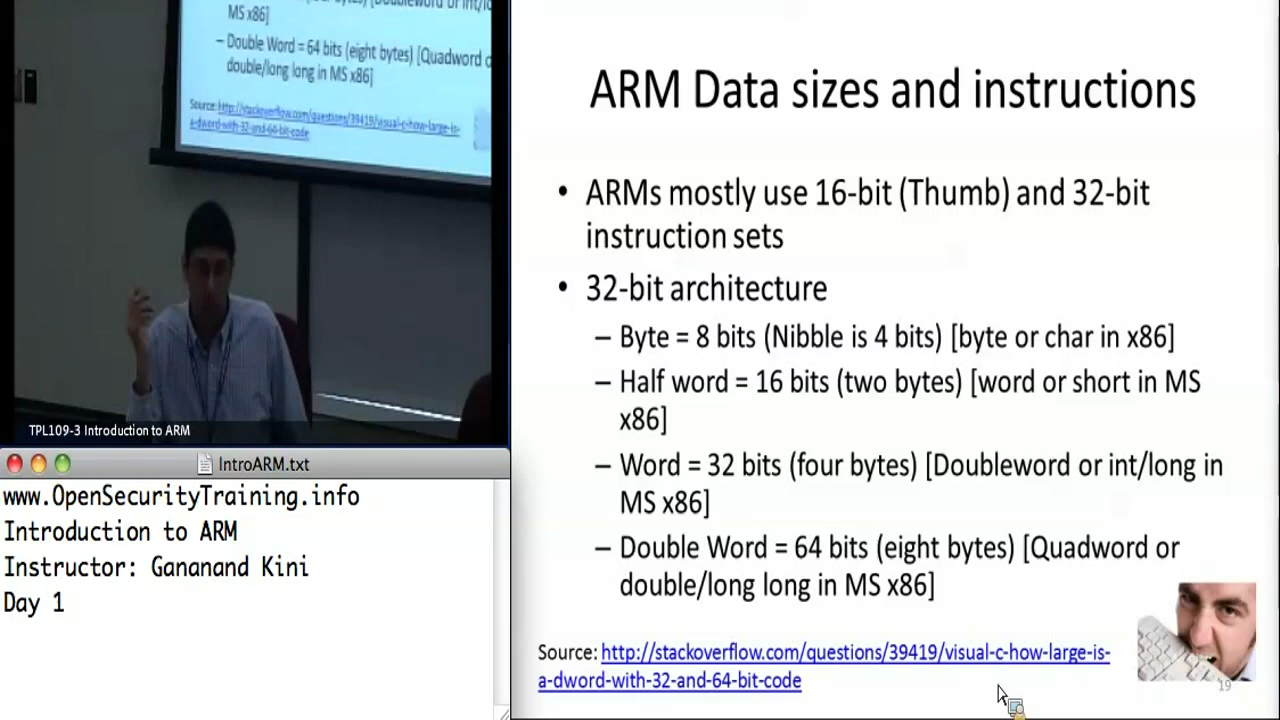 MS x86]
– Double Word = 64 bits (eight bytes) [Quadword o
double/long long in MS x86]
Source: http://stackoverflow.com/questions/39419/visual-c-how-large-is-
a-dword-with-32-and-64-bit-code
TPL109-3 Introduction to ARM
IntroARM.txt
www.OpenSecurityTraining.info
Introduction to ARM
Instructor: Gananand Kini
Day 1
ARM Data sizes and instructions
• ARMs mostly use 16-bit (Thumb) and 32-bit
instruction sets
• 32-bit architecture
– Byte = 8 bits (Nibble is 4 bits) [byte or char in x86]
– Half word = 16 bits (two bytes) [word or short in MS
x86]
– Word = 32 bits (four bytes) [Doubleword or int/long in
MS x86]
– Double Word = 64 bits (eight bytes) [Quadword or
double/long long in MS x86]
Source: http://stackoverflow.com/questions/39419/visual-c-how-large-is-
a-dword-with-32-and-64-bit-code
19